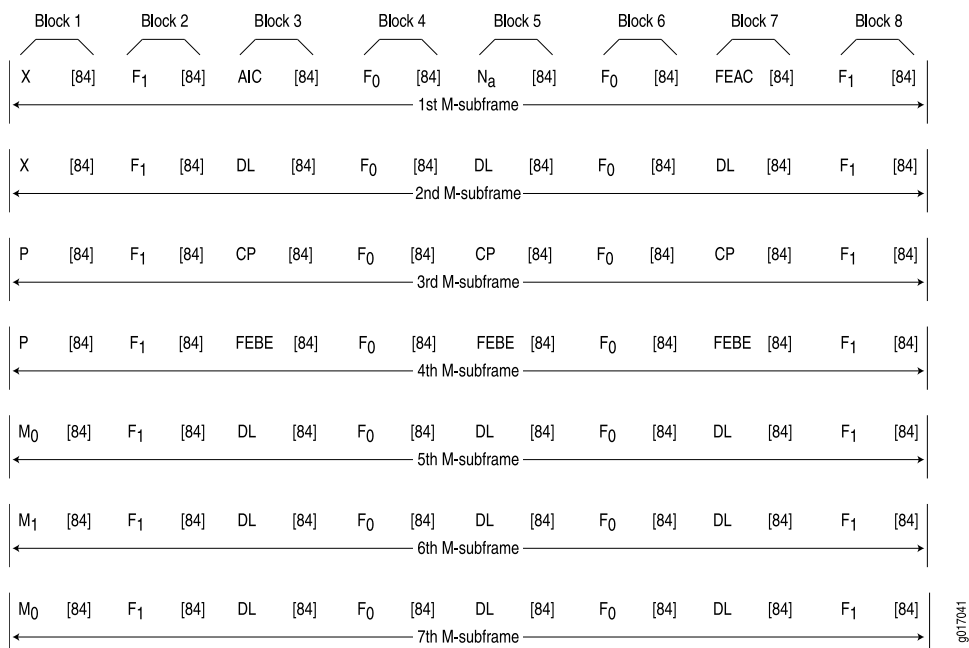 Block 1 Block 2 Block 3 Block 4 Block 5 Block 6 Block 7 Block 8
X [84] F1 [84] AIC [84] F0 [84] Na [84] F0 [84] FEAC [84] F1 [84]
1st M-subframe
X [84] F1 [84] DL [84] F0 [84] DL [84] F0 [84] DL [84] F1 [84]
2nd M-subframe
P [84] F1 [84] CP [84] F0 [84] CP [84] F0 [84] CP [84] F1 [84]
3rd M-subframe
P [84] F1 [84] FEBE [84] F0 [84] FEBE [84] F0 [84] FEBE [84] F1 [84]
4th M-subframe
M0 [84] F1 [84] DL [84] F0 [84] DL [84] F0 [84] DL [84] F1 [84]
5th M-subframe
M1 [84] F1 [84] DL [84] F0 [84] DL [84] F0 [84] DL [84] F1 [84]
6th M-subframe
M0 [84] F1 [84] DL [84] F0 [84] DL [84] F0 [84] DL [84] F1 [84]
7th M-subframe
g017041